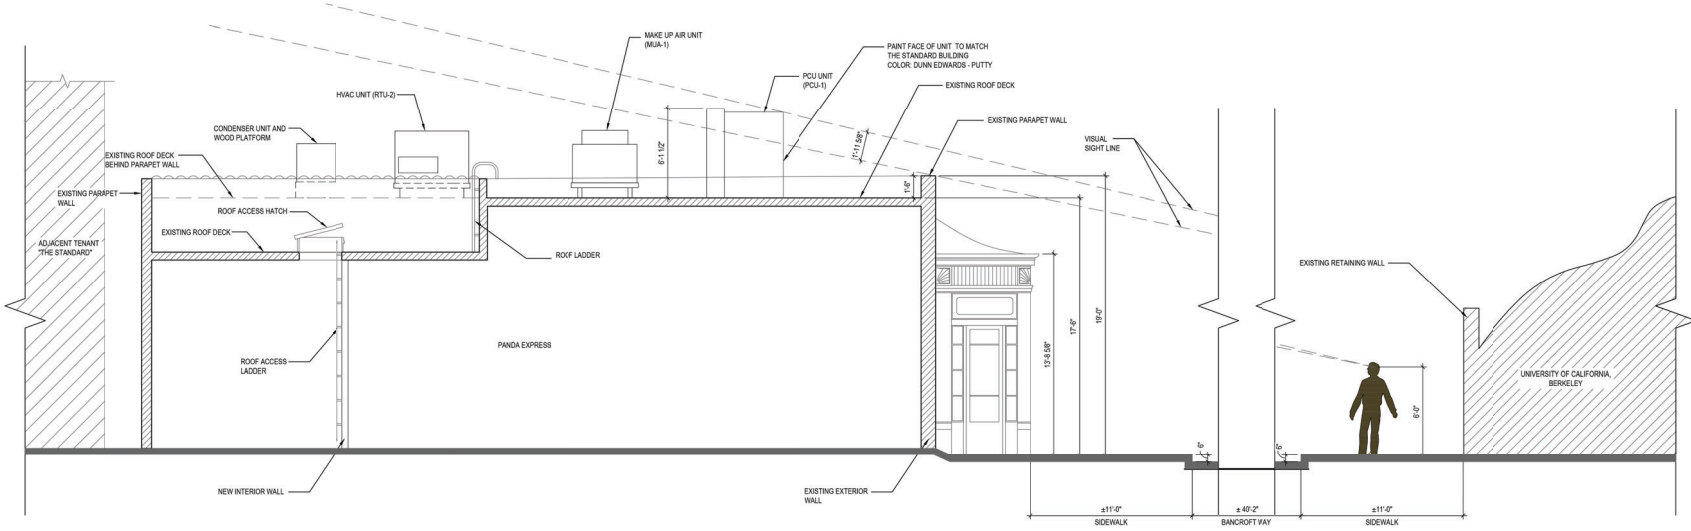 MAKE UP AIR UNIT
(MUA-1)
PAINT FACE OF UNIT TO MATCH
THE STANDARD BUILDING
COLOR: DUNN EDWARDS - PUTTY
PCU UNIT
(PCU-1)
EXISTING ROOF DECK
HVAC UNIT (RTU-2)
EXISTING PARAPET WALL
CONDENSER UNIT AND
WOOD PLATFORM
VISUAL
SIGHT LINE
6'-1 1/2"
1'-11 5/8"
EXISTING ROOF DECK
BEHIND PARAPET WALL
EXISTING PARAPET
WALL
1'-6"
ROOF ACCESS HATCH
EXISTING ROOF DECK
ADJACENT TENANT
"THE STANDARD"
ROOF LADDER
EXISTING RETAINING WALL
13'-8 5/8"
17'-6"
19'-0"
PANDA EXPRESS
ROOF ACCESS
LADDER
UNIVERSITY OF CALIFORNIA,
BERKELEY
6'-0"
6"
6"
NEW INTERIOR WALL
EXISTING EXTERIOR
WALL
±11'-0"
± 40'-2"
±11'-0"
SIDEWALK
BANCROFT WAY
SIDEWALK